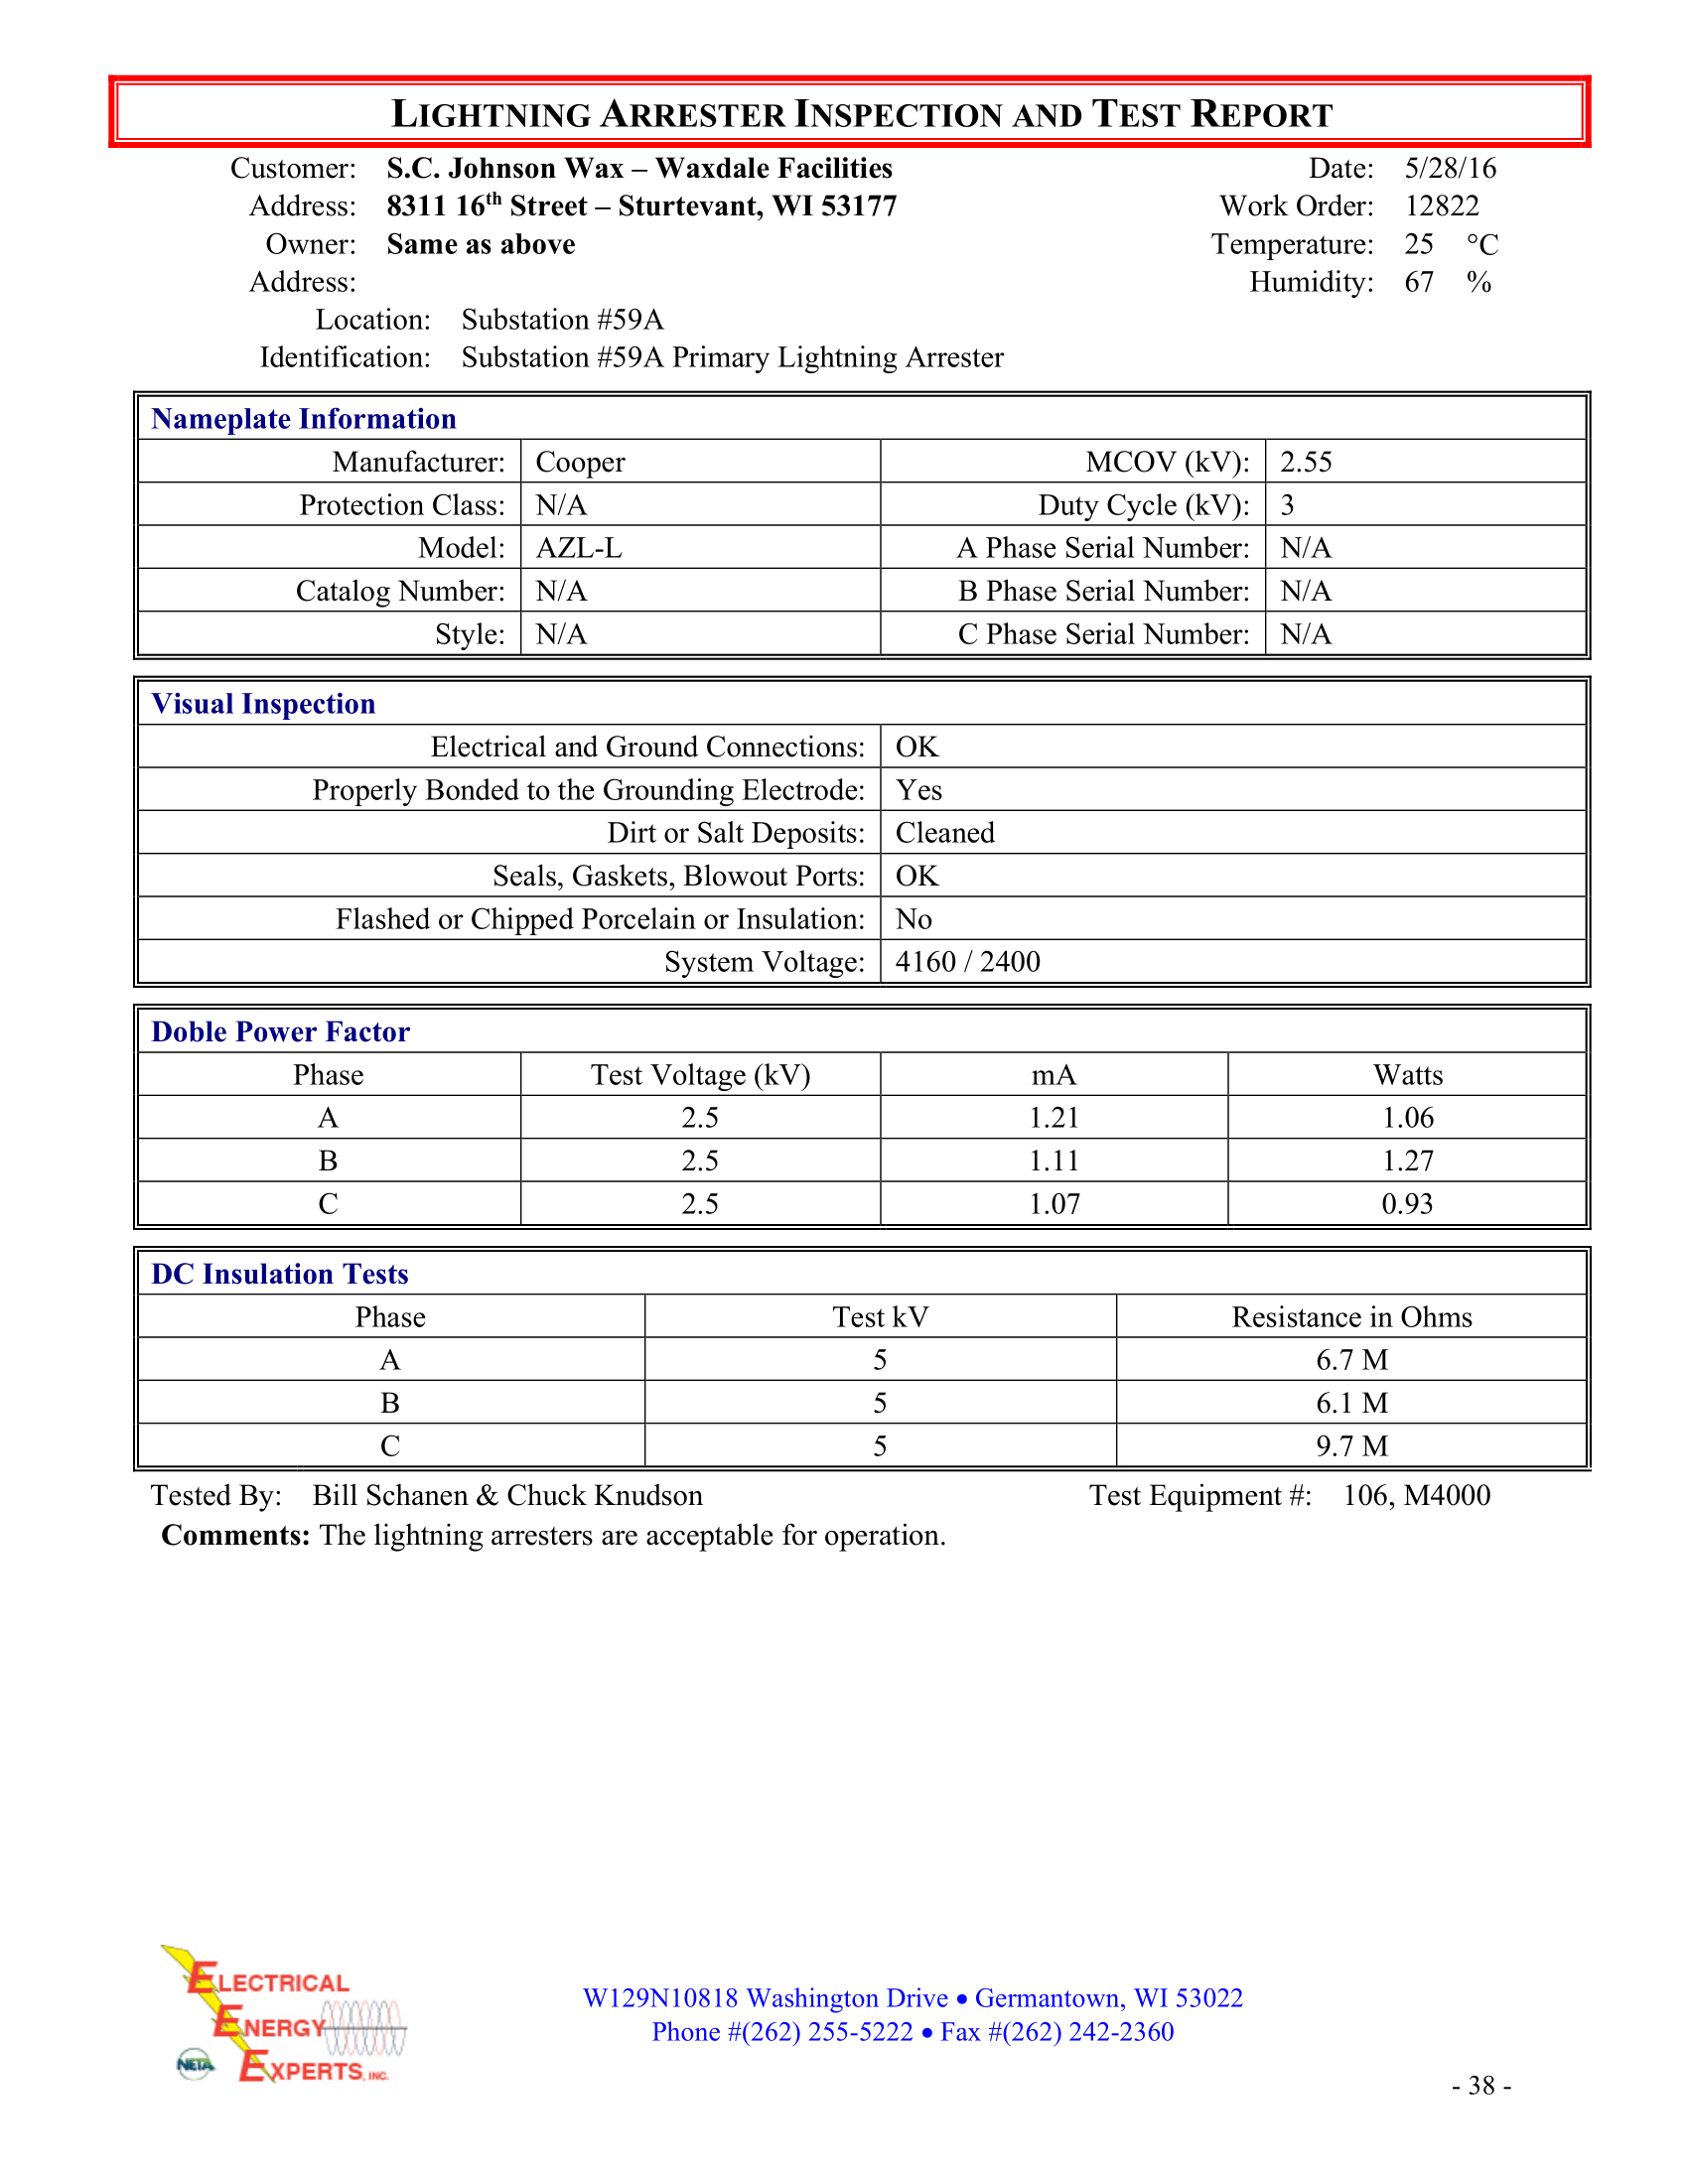 LIGHTNING ARRESTER INSPECTION AND TEST REPORT
Customer: S.C. Johnson Wax – Waxdale Facilities Date: 5/28/16
Address: 8311 16th Street – Sturtevant, WI 53177 Work Order: 12822
Owner: Same as above Temperature: 25 °C
Address: Humidity: 67 %
Location: Substation #59A
Identification: Substation #59A Primary Lightning Arrester
Nameplate Information
Manufacturer: Cooper MCOV (kV): 2.55
Protection Class: N/A Duty Cycle (kV): 3
Model: AZL-L A Phase Serial Number: N/A
Catalog Number: N/A B Phase Serial Number: N/A
Style: N/A C Phase Serial Number: N/A
Visual Inspection
Electrical and Ground Connections: OK
Properly Bonded to the Grounding Electrode: Yes
Dirt or Salt Deposits: Cleaned
Seals, Gaskets, Blowout Ports: OK
Flashed or Chipped Porcelain or Insulation: No
System Voltage: 4160 / 2400
Doble Power Factor
Phase Test Voltage (kV) mA Watts
A 2.5 1.21 1.06
B 2.5 1.11 1.27
C 2.5 1.07 0.93
DC Insulation Tests
Phase Test kV Resistance in Ohms
A 5 6.7 M
B 5 6.1 M
C 5 9.7 M
Tested By: Bill Schanen & Chuck Knudson Test Equipment #: 106, M4000
Comments: The lightning arresters are acceptable for operation.
ELECTRICAL
ENERGY
NETA EXPERTS, INC.
W129N10818 Washington Drive • Germantown, WI 53022
Phone #(262) 255-5222 • Fax #(262) 242-2360
- 38 -